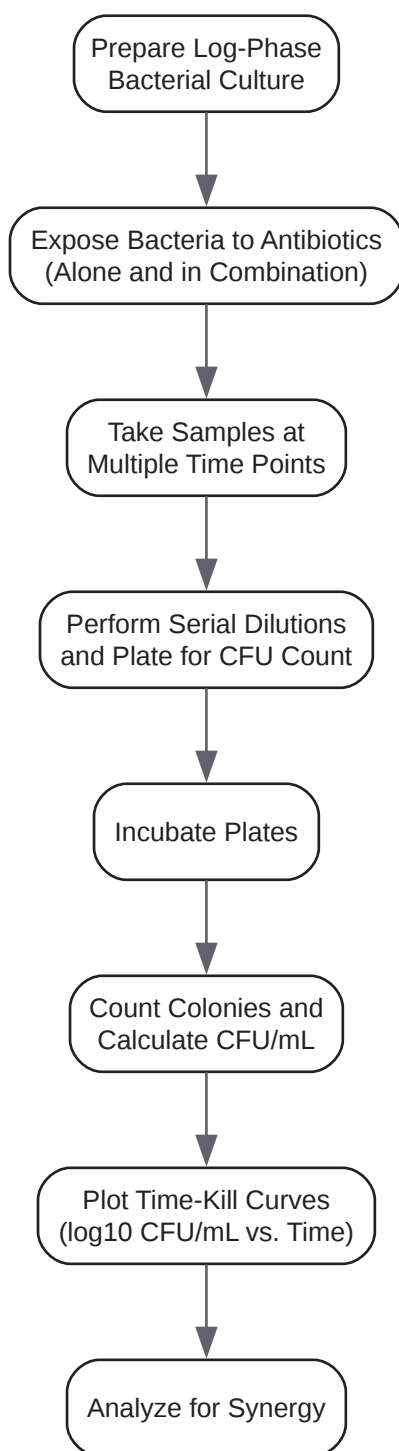 Prepare Log-Phase
Bacterial Culture
Expose Bacteria to Antibiotics
(Alone and in Combination)
Take Samples at
Multiple Time Points
Perform Serial Dilutions
and Plate for CFU Count
Incubate Plates
Count Colonies and
Calculate CFU/mL
Plot Time-Kill Curves
(log10 CFU/mL vs. Time)
Analyze for Synergy